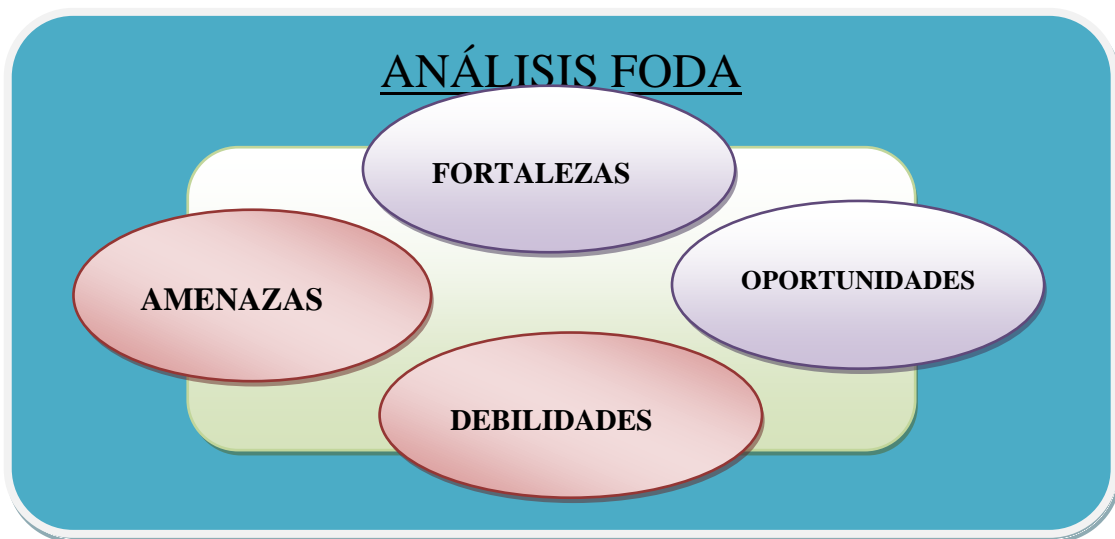 ANÁLISIS FODA
FORTALEZAS
OPORTUNIDADES
AMENAZAS
DEBILIDADES